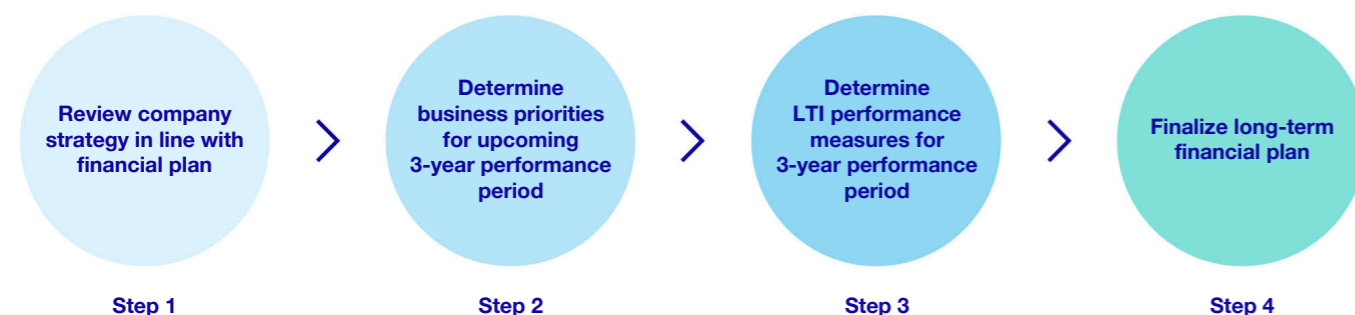 Review company
strategy in line with
financial plan
Determine
business priorities
for upcoming
3-year performance
period
Determine
LTI performance
measures for
3-year performance
period
Finalize long-term
financial plan
Step 1
Step 2
Step 3
Step 4